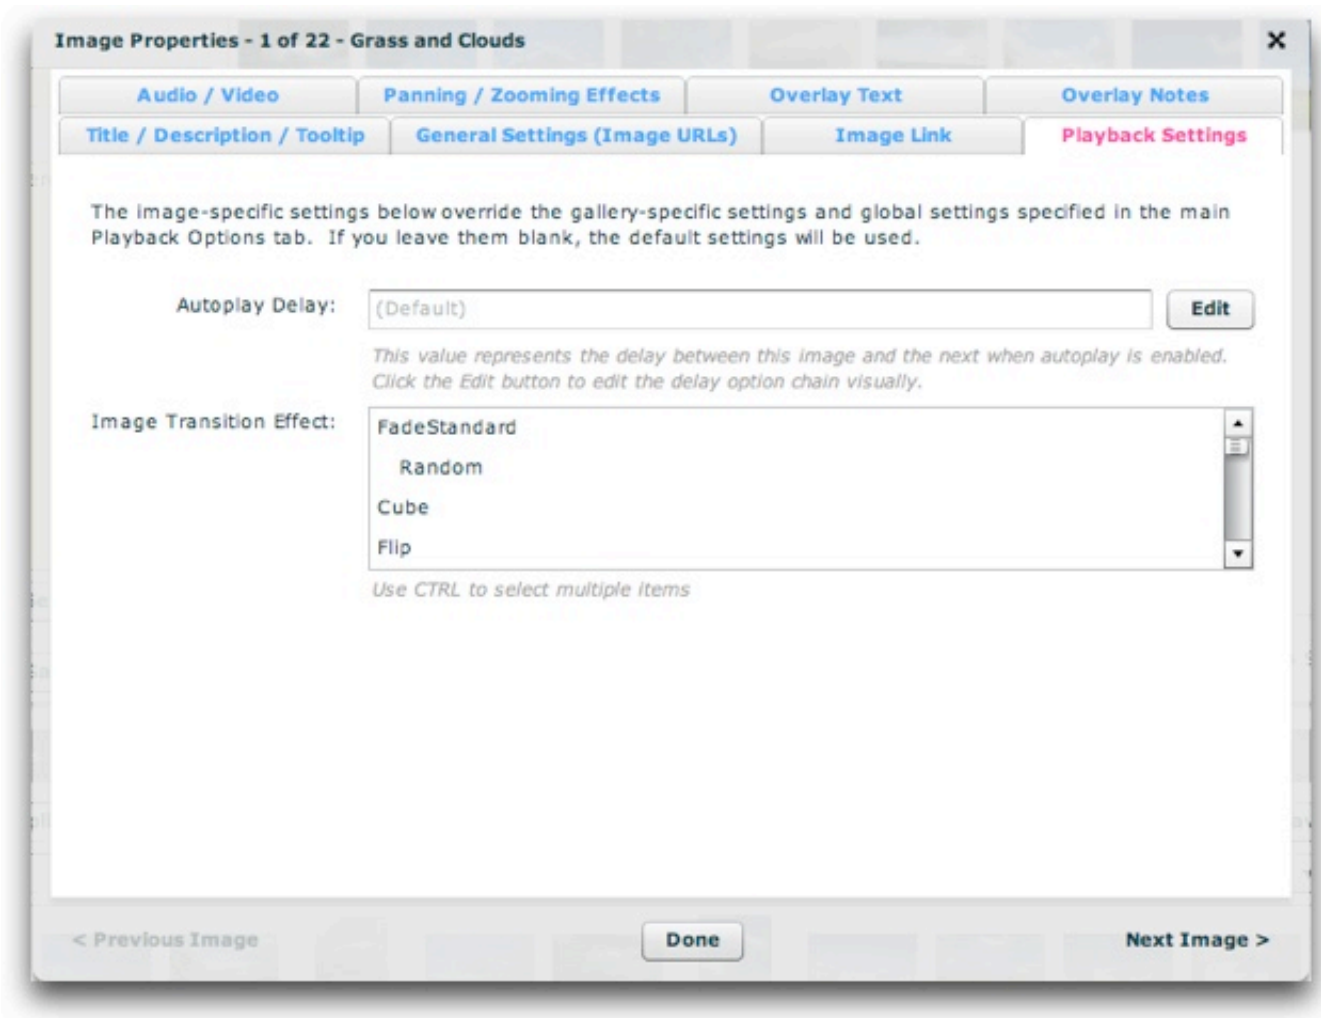 Image Properties - 1 of 22 - Grass and Clouds
Audio / Video Panning / Zooming Effects Overlay Text Overlay Notes
Title / Description / Tooltip General Settings (Image URLs) Image Link Playback Settings
The image-specific settings below override the gallery-specific settings and global settings specified in the main
Playback Options tab. If you leave them blank, the default settings will be used.
Autoplay Delay: (Default) Edit
This value represents the delay between this image and the next when autoplay is enabled.
Click the Edit button to edit the delay option chain visually.
Image Transition Effect: FadeStandard
Random
Cube
Flip
Use CTRL to select multiple items
< Previous Image Done Next Image >